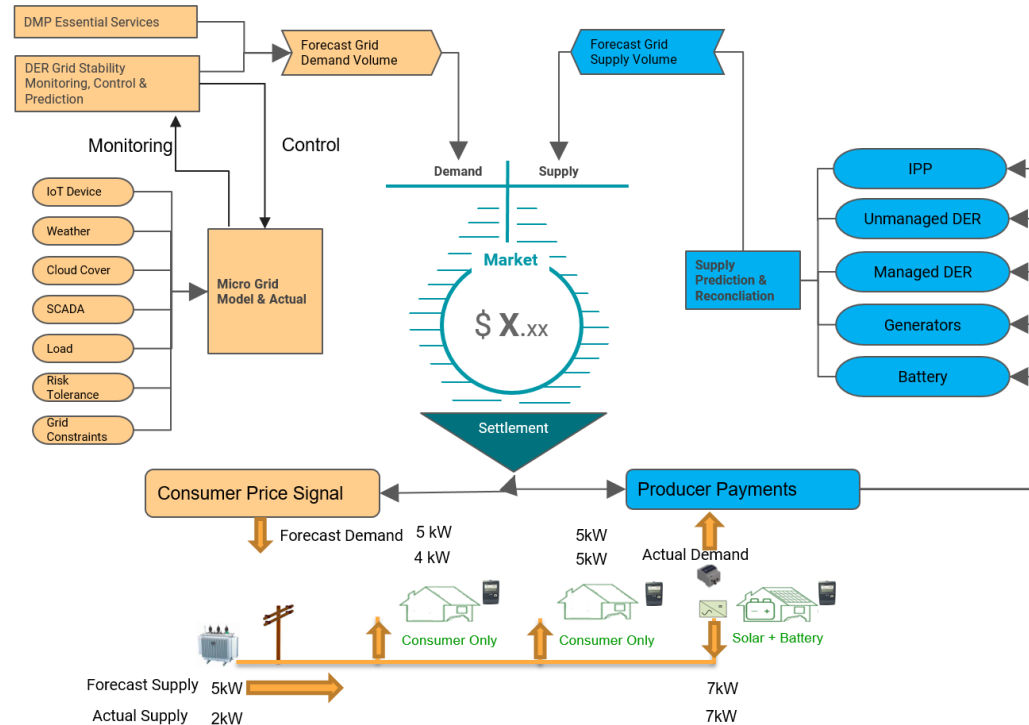 DMP Essential Services
DER Grid Stability
Monitoring, Control &
Prediction
Forecast Grid
Demand Volume
Forecast Grid
Supply Volume
Monitoring
Control
Demand
Supply
IoT Device
Weather
Cloud Cover
SCADA
Load
Risk
Tolerance
Grid
Constraints
Micro Grid
Model & Actual
Market
$ X.xx
Settlement
Supply
Prediction &
Reconcliation
IPP
Unmanaged DER
Managed DER
Generators
Battery
Consumer Price Signal
Producer Payments
Forecast Demand
5 kW
4 kW
5kW
5kW
Actual Demand
Consumer Only
Consumer Only
Solar + Battery
Forecast Supply
5kW
7kW
Actual Supply
2kW
7kW